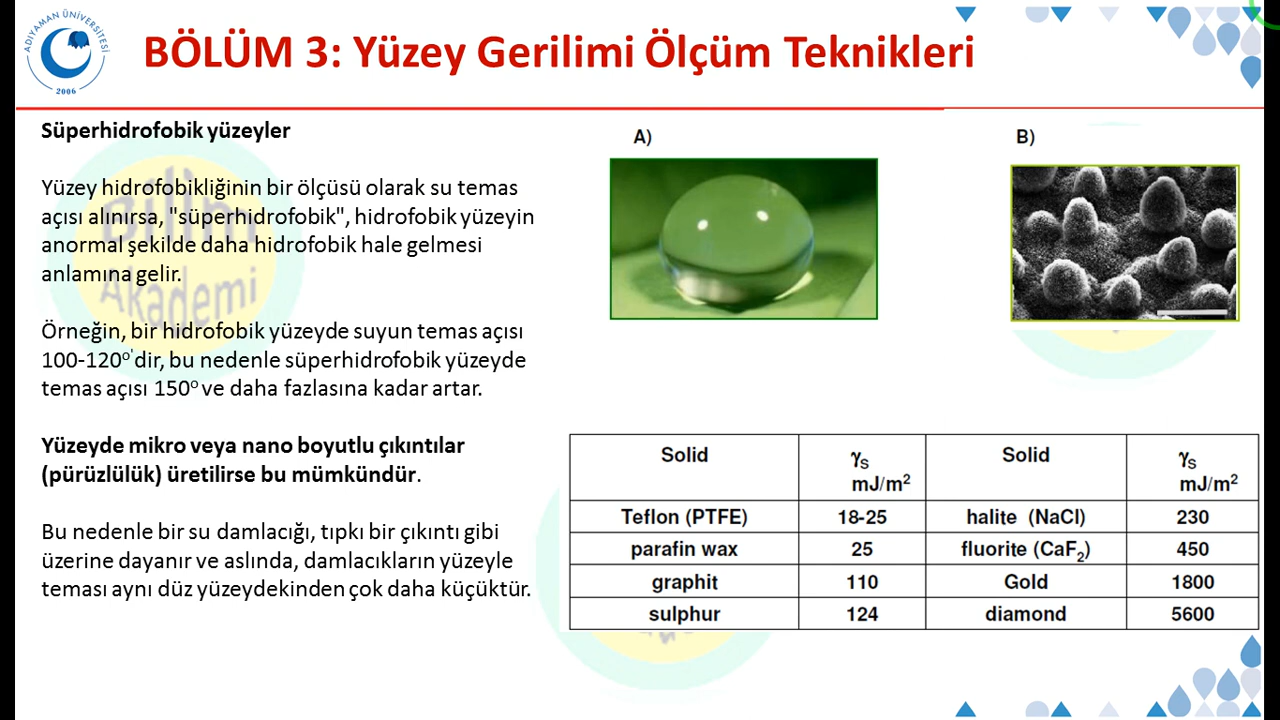 ADIYAMAN ÜNİVERSİTESİ
2006
BÖLÜM 3: Yüzey Gerilimi Ölçüm Teknikleri
Süperhidrofobik yüzeyler
Yüzey hidrofobikliğinin bir ölçüsü olarak su temas
açısı alınırsa, "süperhidrofobik", hidrofobik yüzeyin
anormal şekilde daha hidrofobik hale gelmesi
anlamına gelir.
Örneğin, bir hidrofobik yüzeyde suyun temas açısı
100-120º'dir, bu nedenle süperhidrofobik yüzeyde
temas açısı 150º ve daha fazlasına kadar artar.
Yüzeyde mikro veya nano boyutlu çıkıntılar
(pürüzlülük) üretilirse bu mümkündür.
Bu nedenle bir su damlacığı, tıpkı bir çıkıntı gibi
üzerine dayanır ve aslında, damlacıkların yüzeyle
teması aynı düz yüzeydekinden çok daha küçüktür.
Bilim
Akademi
A)
B)
Solid γS mJ/m² Solid γS mJ/m²
Teflon (PTFE) 18-25 halite (NaCl) 230
parafin wax 25 fluorite (CaF₂) 450
graphit 110 Gold 1800
sulphur 124 diamond 5600